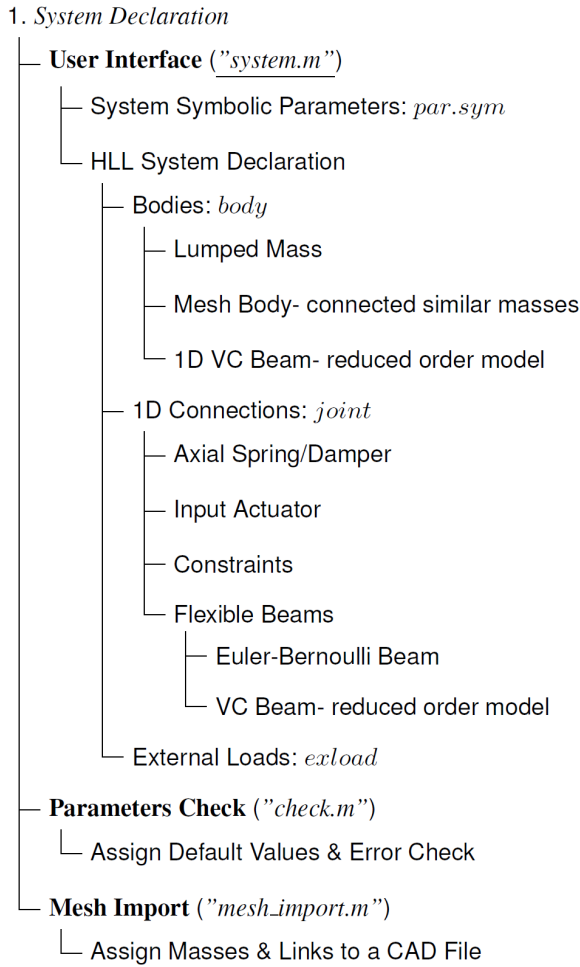 1. System Declaration
User Interface (”system.m”)
System Symbolic Parameters: par.sym
HLL System Declaration
Bodies: body
Lumped Mass
Mesh Body- connected similar masses
1D VC Beam- reduced order model
1D Connections: joint
Axial Spring/Damper
Input Actuator
Constraints
Flexible Beams
Euler-Bernoulli Beam
VC Beam- reduced order model
External Loads: exload
Parameters Check (”check.m”)
Assign Default Values & Error Check
Mesh Import (”mesh_import.m”)
Assign Masses & Links to a CAD File